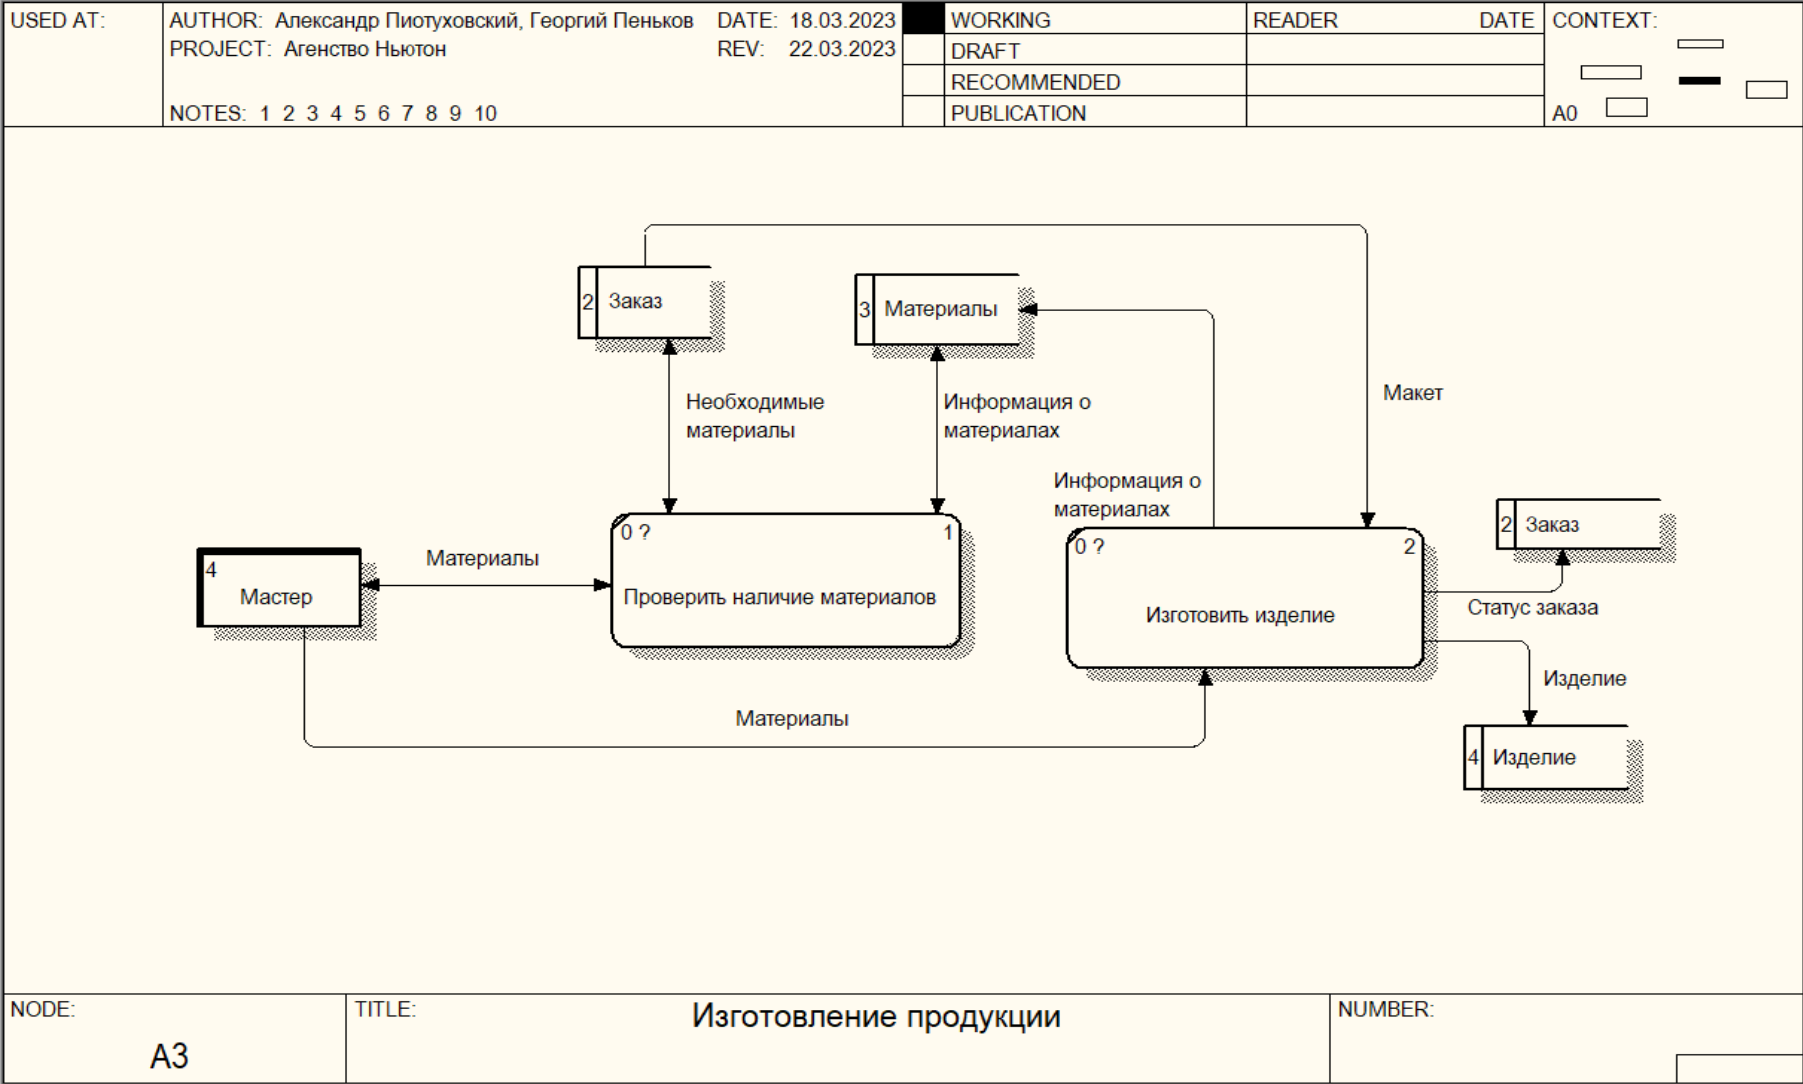 USED AT:
AUTHOR: Александр Пиотуховский, Георгий Пеньков
DATE: 18.03.2023
PROJECT: Агенство Ньютон
REV: 22.03.2023
NOTES: 1 2 3 4 5 6 7 8 9 10
WORKING
DRAFT
RECOMMENDED
PUBLICATION
READER
DATE
CONTEXT:
A0
2 Заказ
3 Материалы
Макет
Необходимые
материалы
Информация о
материалах
Информация о
материалах
4
Мастер
Материалы
0 ?
1
Проверить наличие материалов
0 ?
2
Изготовить изделие
2 Заказ
Статус заказа
Изделие
Материалы
4 Изделие
NODE:
A3
TITLE:
Изготовление продукции
NUMBER: